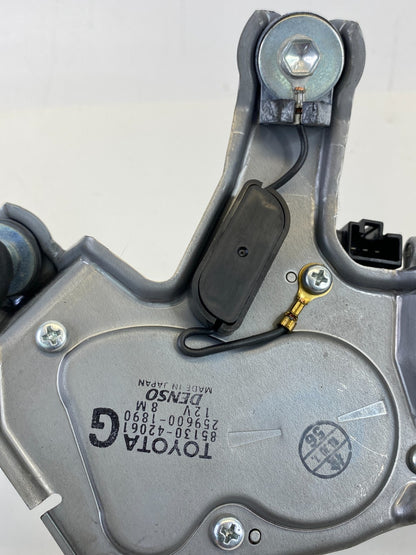 TOYOTA G
85130-42061
259600-1890
12V 8M
DENSO
MADE IN JAPAN